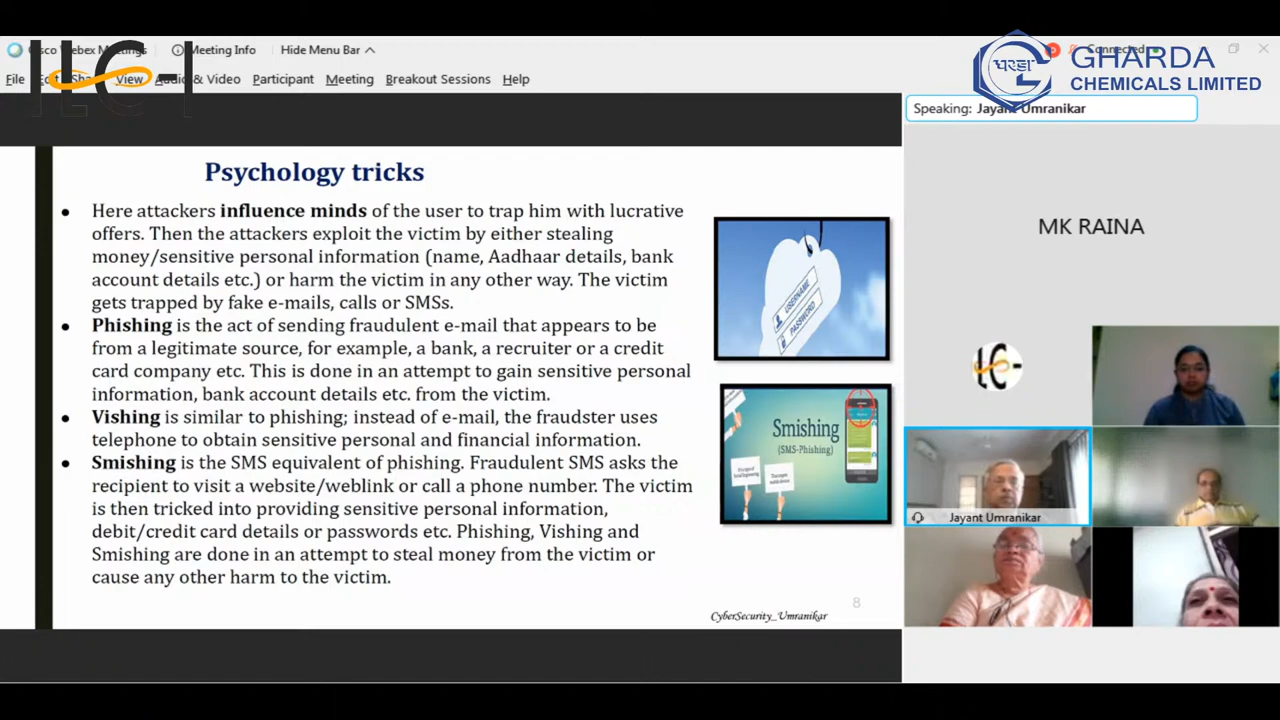 Cisco Webex Meetings Meeting Info Hide Menu Bar Connected
File Edit Share View Audio & Video Participant Meeting Breakout Sessions Help
ILC-I
घरडा
GHARDA
CHEMICALS LIMITED
Speaking: Jayant Umranikar
MK RAINA
ILC-I
Jayant Umranikar
Psychology tricks
• Here attackers influence minds of the user to trap him with lucrative
offers. Then the attackers exploit the victim by either stealing
money/sensitive personal information (name, Aadhaar details, bank
account details etc.) or harm the victim in any other way. The victim
gets trapped by fake e-mails, calls or SMSs.
• Phishing is the act of sending fraudulent e-mail that appears to be
from a legitimate source, for example, a bank, a recruiter or a credit
card company etc. This is done in an attempt to gain sensitive personal
information, bank account details etc. from the victim.
• Vishing is similar to phishing; instead of e-mail, the fraudster uses
telephone to obtain sensitive personal and financial information.
• Smishing is the SMS equivalent of phishing. Fraudulent SMS asks the
recipient to visit a website/weblink or call a phone number. The victim
is then tricked into providing sensitive personal information,
debit/credit card details or passwords etc. Phishing, Vishing and
Smishing are done in an attempt to steal money from the victim or
cause any other harm to the victim.
USERNAME
PASSWORD
Smishing
(SMS-Phishing)
8
CyberSecurity_Umranikar